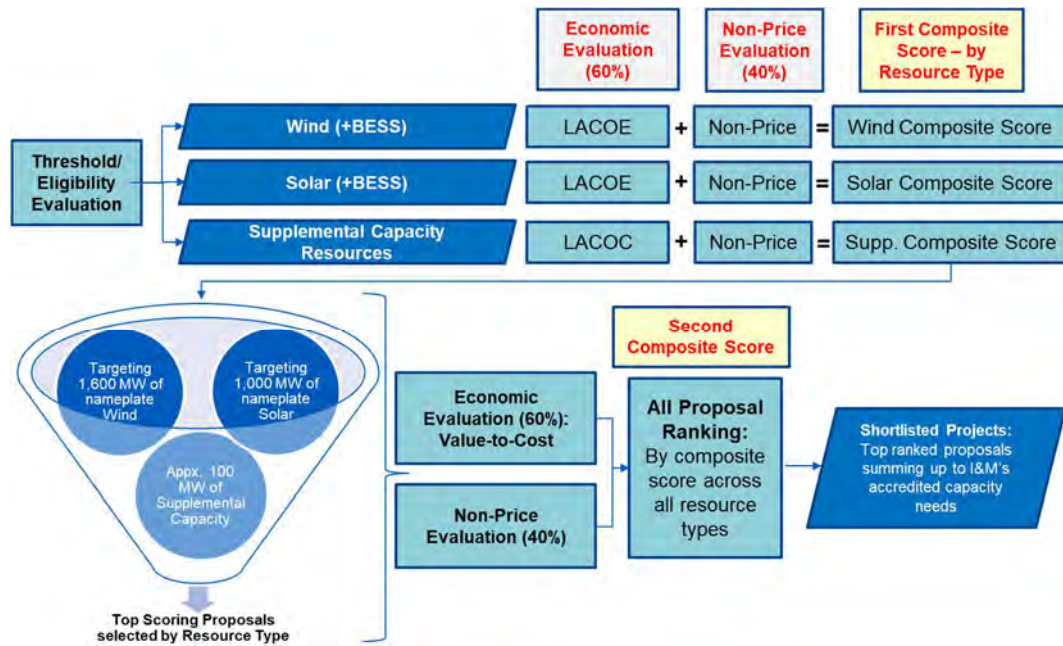 Economic
Evaluation
(60%)
Non-Price
Evaluation
(40%)
First Composite
Score – by
Resource Type
Threshold/
Eligibility
Evaluation
Wind (+BESS)
LACOE
+
Non-Price
=
Wind Composite Score
Solar (+BESS)
LACOE
+
Non-Price
=
Solar Composite Score
Supplemental Capacity
Resources
LACOC
+
Non-Price
=
Supp. Composite Score
Targeting
1,600 MW of
nameplate
Wind
Targeting
1,000 MW of
nameplate
Solar
Appx. 100
MW of
Supplemental
Capacity
Top Scoring Proposals
selected by Resource Type
Economic
Evaluation (60%):
Value-to-Cost
Non-Price
Evaluation (40%)
Second
Composite Score
All Proposal
Ranking:
By composite
score across
all resource
types
Shortlisted Projects:
Top ranked proposals
summing up to I&M's
accredited capacity
needs